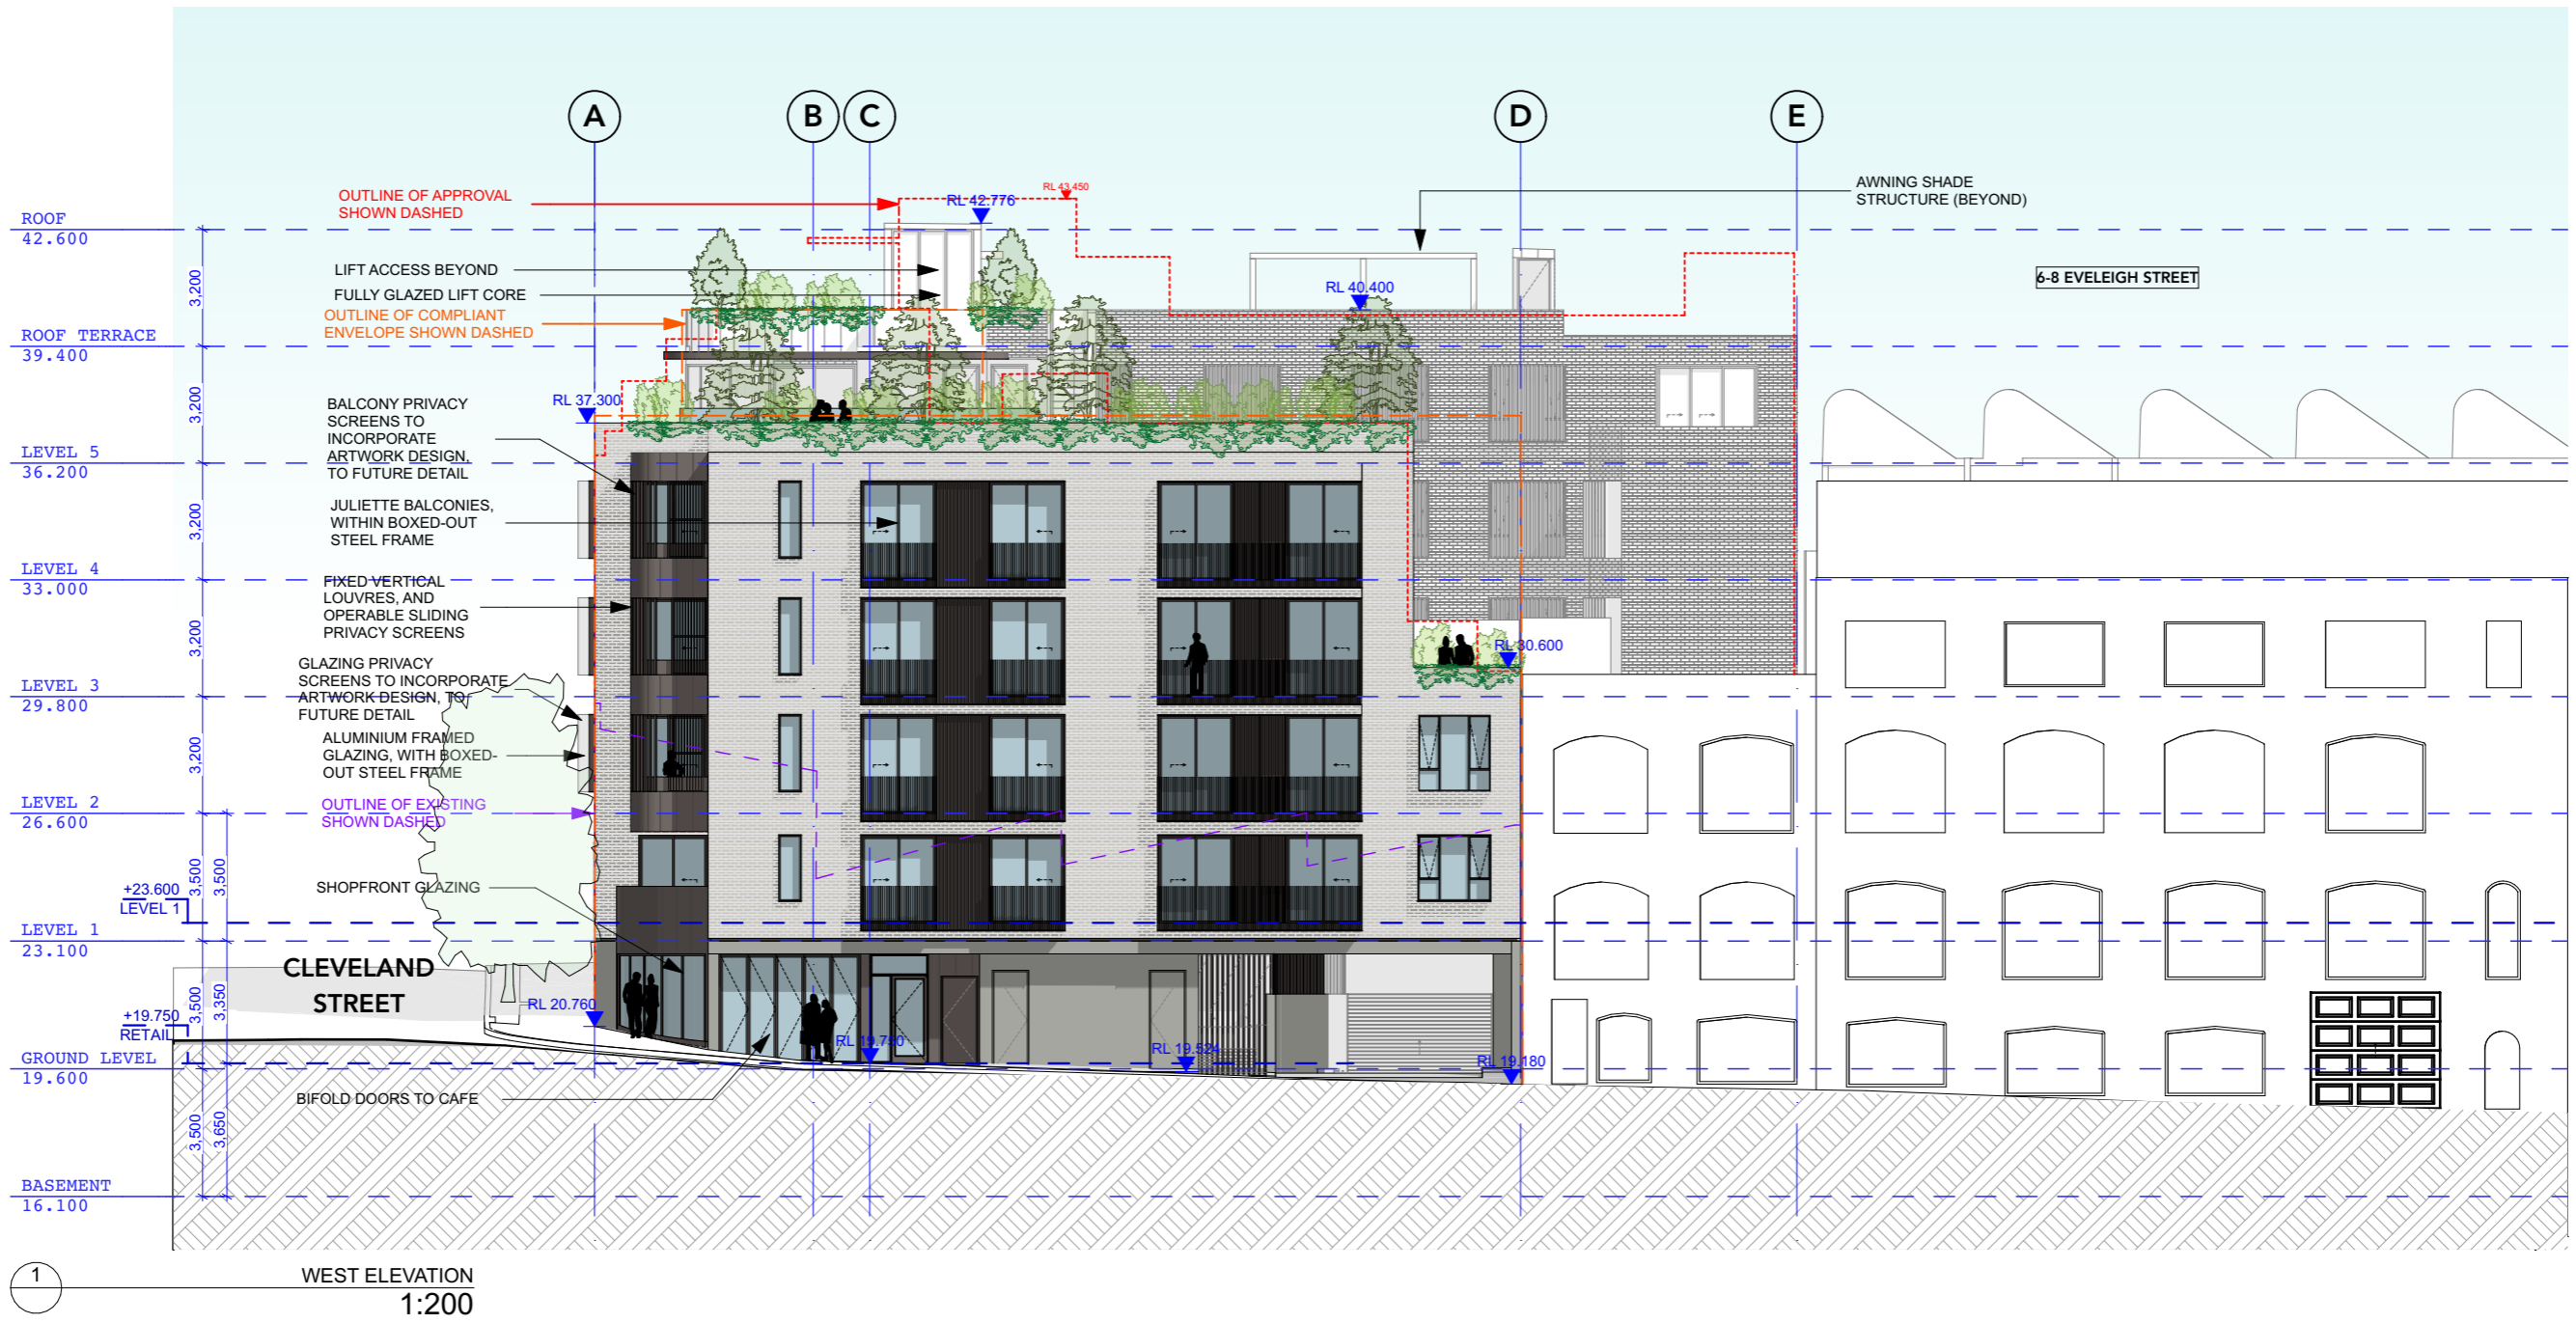 A
B
C
D
E
OUTLINE OF APPROVAL
SHOWN DASHED
RL 43.450
RL 42.776
AWNING SHADE
STRUCTURE (BEYOND)
ROOF
42.600
LIFT ACCESS BEYOND
FULLY GLAZED LIFT CORE
6-8 EVELEIGH STREET
3,200
RL 40.400
OUTLINE OF COMPLIANT
ENVELOPE SHOWN DASHED
ROOF TERRACE
39.400
3,200
RL 37.300
BALCONY PRIVACY
SCREENS TO
INCORPORATE
ARTWORK DESIGN,
TO FUTURE DETAIL
LEVEL 5
36.200
3,200
JULIETTE BALCONIES,
WITHIN BOXED-OUT
STEEL FRAME
LEVEL 4
33.000
FIXED VERTICAL
LOUVRES, AND
OPERABLE SLIDING
PRIVACY SCREENS
3,200
RL 30.600
GLAZING PRIVACY
SCREENS TO INCORPORATE
ARTWORK DESIGN, TO
FUTURE DETAIL
LEVEL 3
29.800
ALUMINIUM FRAMED
GLAZING, WITH BOXED-
OUT STEEL FRAME
3,200
LEVEL 2
26.600
OUTLINE OF EXISTING
SHOWN DASHED
3,500
3,500
SHOPFRONT GLAZING
+23.600
LEVEL 1
LEVEL 1
23.100
CLEVELAND
STREET
3,500
3,350
RL 20.760
+19.750
RETAIL
RL 19.750
RL 19.524
RL 19.180
GROUND LEVEL
19.600
BIFOLD DOORS TO CAFE
3,500
3,650
BASEMENT
16.100
1
WEST ELEVATION
1:200